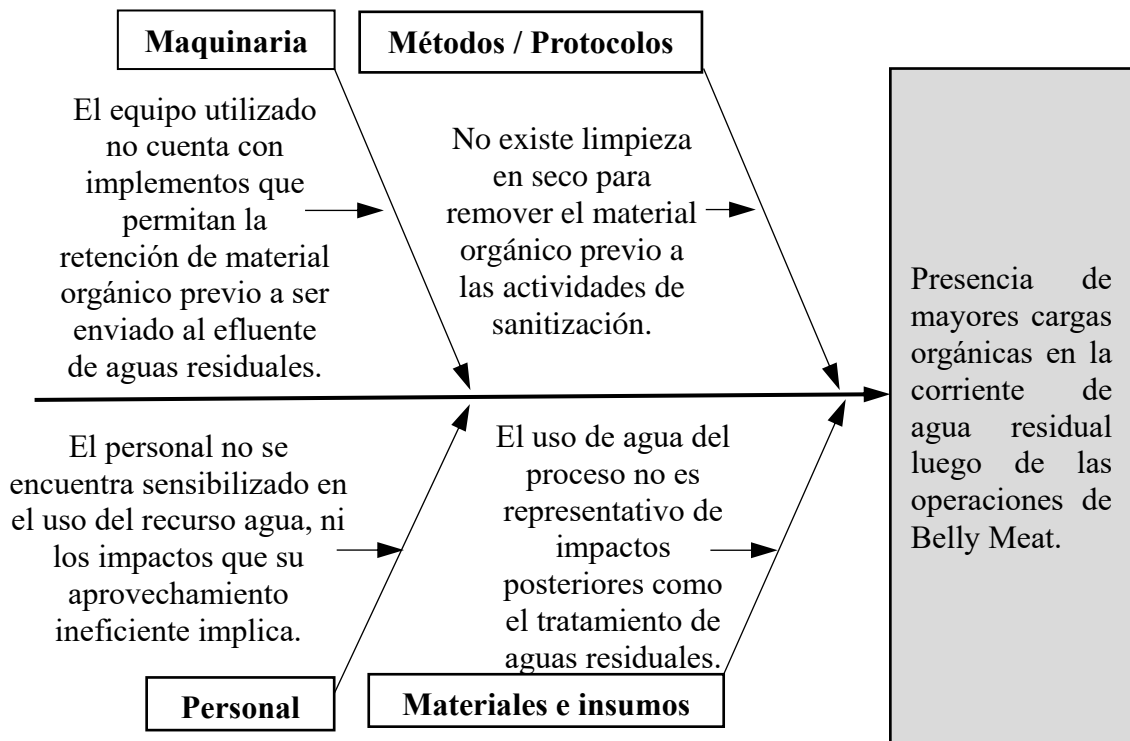 Maquinaria
El equipo utilizado
no cuenta con
implementos que
permitan la
retención de material
orgánico previo a ser
enviado al efluente
de aguas residuales.
Métodos / Protocolos
No existe limpieza
en seco para
remover el material
orgánico previo a
las actividades de
sanitización.
El personal no se
encuentra sensibilizado en
el uso del recurso agua, ni
los impactos que su
aprovechamiento
ineficiente implica.
Personal
El uso de agua del
proceso no es
representativo de
impactos
posteriores como
el tratamiento de
aguas residuales.
Materiales e insumos
Presencia de
mayores cargas
orgánicas en la
corriente de
agua residual
luego de las
operaciones de
Belly Meat.